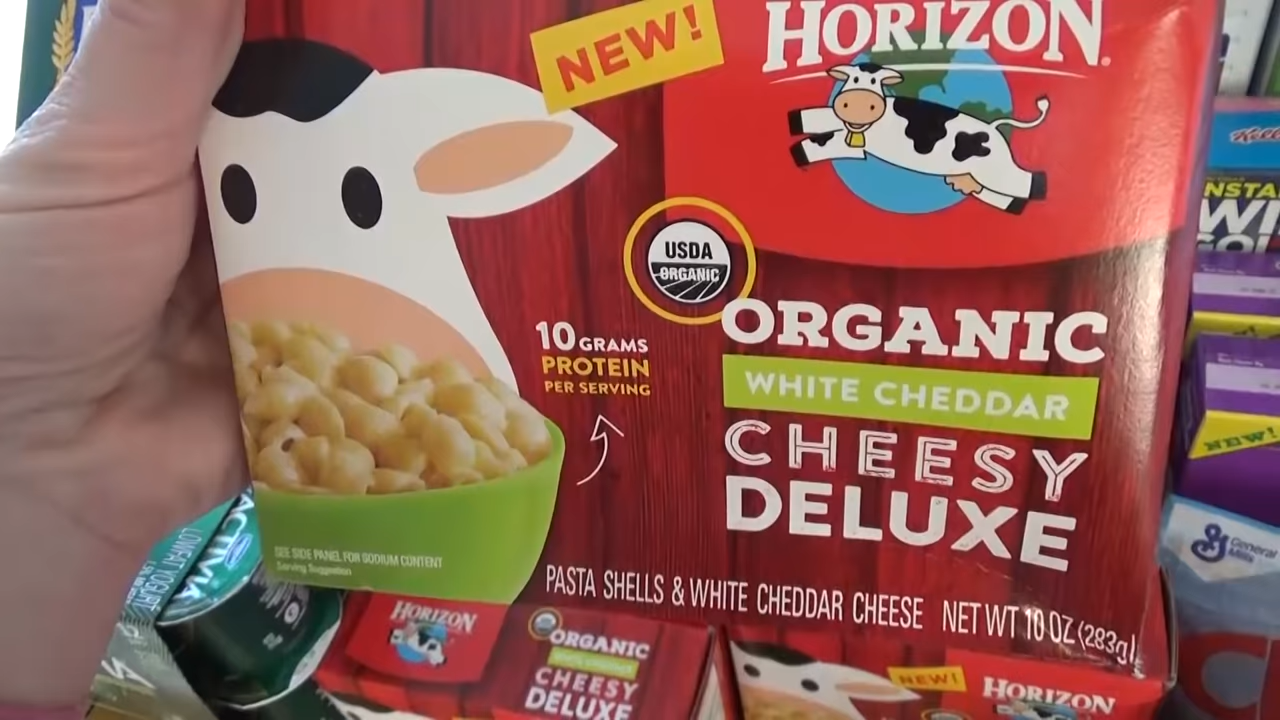 NEW!
HORIZON
USDA
ORGANIC
10 GRAMS
PROTEIN
PER SERVING
ORGANIC
WHITE CHEDDAR
CHEESY
DELUXE
SEE SIDE PANEL FOR SODIUM CONTENT
Serving Suggestion
PASTA SHELLS & WHITE CHEDDAR CHEESE NET WT 10 OZ (283g)
NEW!
General
Mills
ACTIVIA
LOWFAT YOGURT
HORIZON
ORGANIC
CHEESY
DELUXE
NEW!
HORIZON